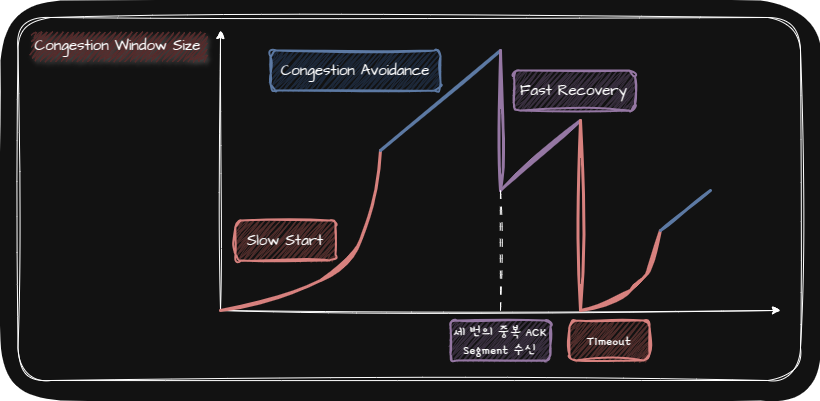 Congestion Window Size
Congestion Avoidance
Fast Recovery
Slow Start
세 번의 중복 ACK
Segment 수신
Timeout